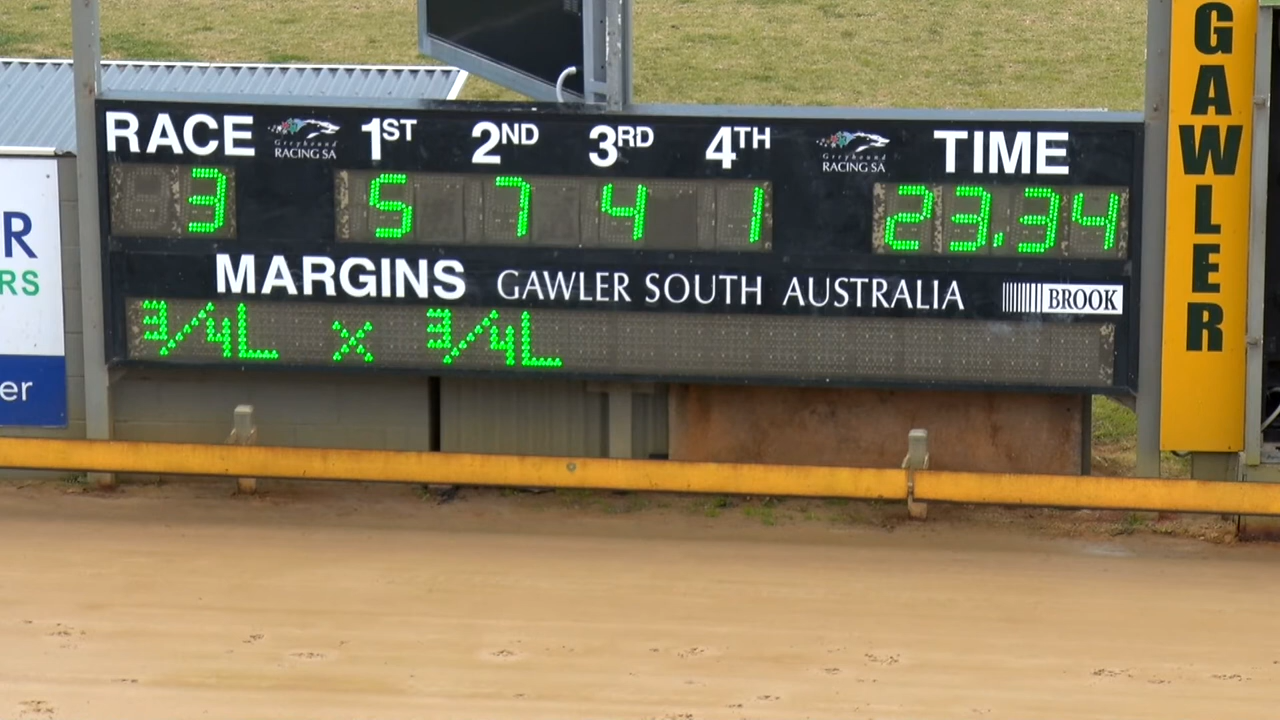 RACE Greyhound RACING SA 1ST 2ND 3RD 4TH Greyhound RACING SA TIME
3 5 7 4 1 23.34
MARGINS GAWLER SOUTH AUSTRALIA BROOK
3/4L X 3/4L
GAWLER
R
RS
er